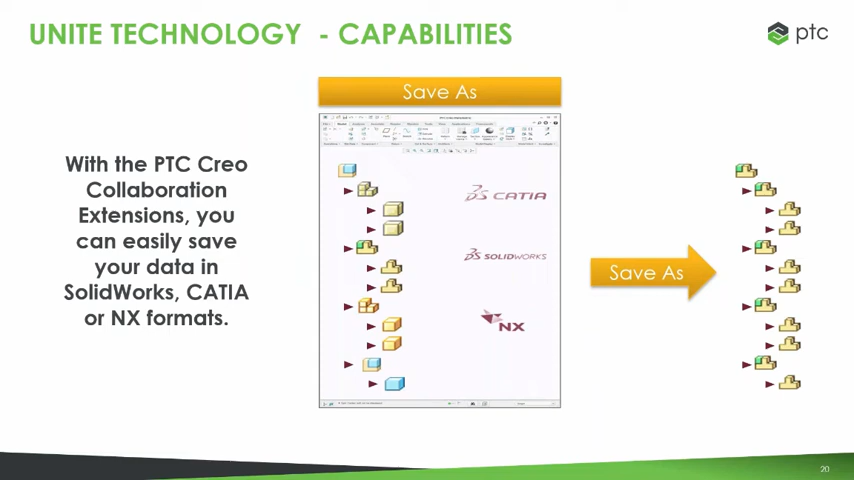 UNITE TECHNOLOGY - CAPABILITIES
ptc
Save As
With the PTC Creo
Collaboration
Extensions, you
can easily save
your data in
SolidWorks, CATIA
or NX formats.
CATIA
SOLIDWORKS
NX
Save As
20